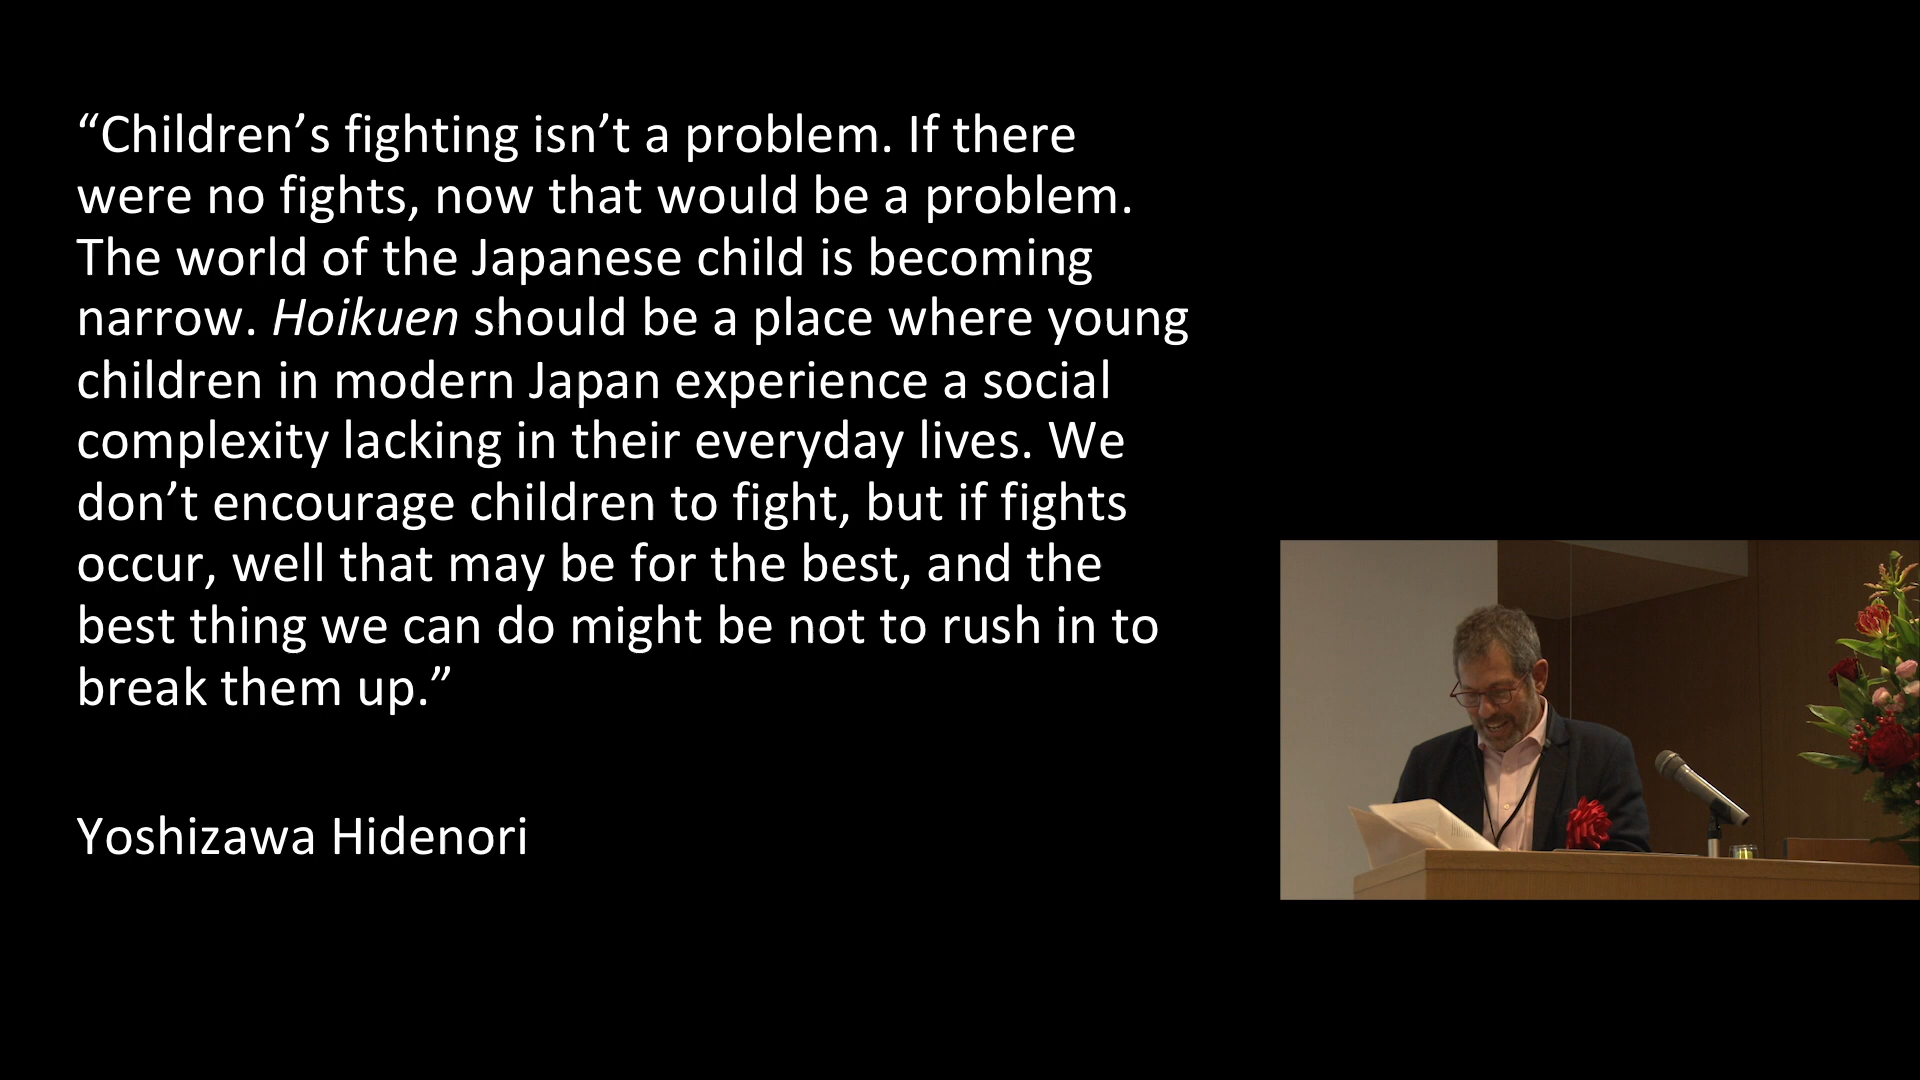 “Children’s fighting isn’t a problem. If there
were no fights, now that would be a problem.
The world of the Japanese child is becoming
narrow. Hoikuen should be a place where young
children in modern Japan experience a social
complexity lacking in their everyday lives. We
don’t encourage children to fight, but if fights
occur, well that may be for the best, and the
best thing we can do might be not to rush in to
break them up.”
Yoshizawa Hidenori